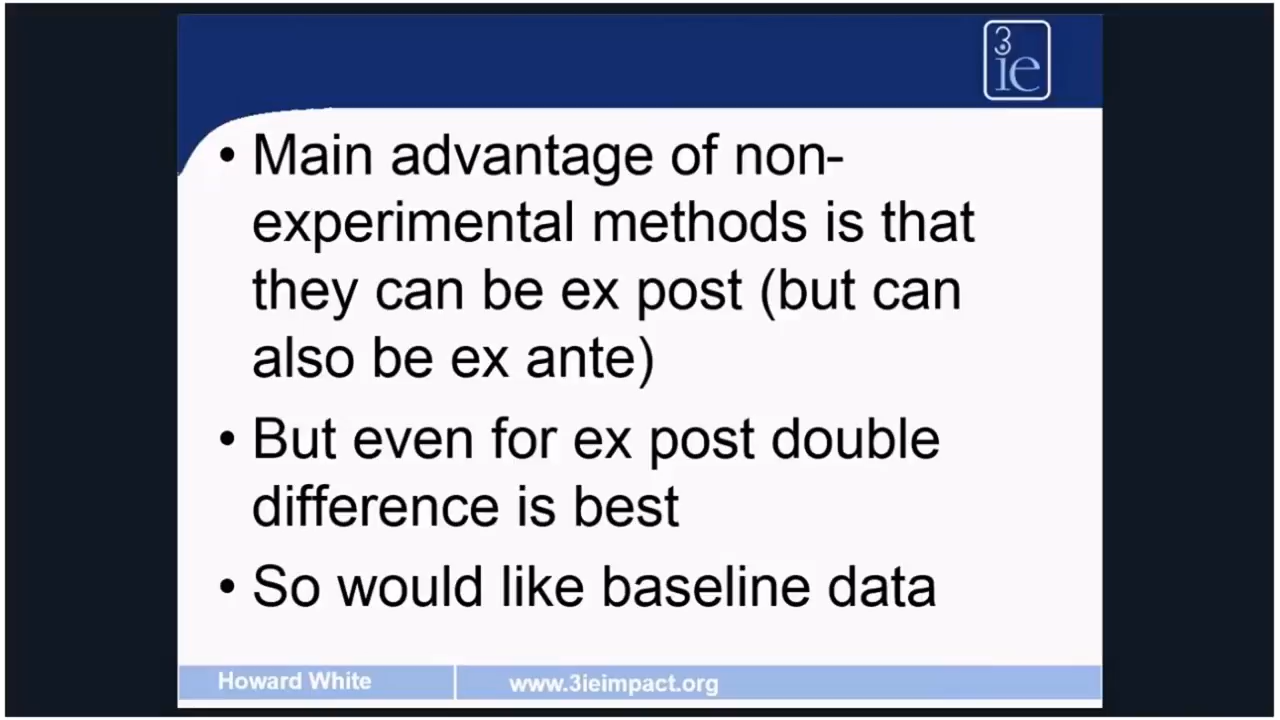 3ie
• Main advantage of non-
experimental methods is that
they can be ex post (but can
also be ex ante)
• But even for ex post double
difference is best
• So would like baseline data
Howard White
www.3ieimpact.org